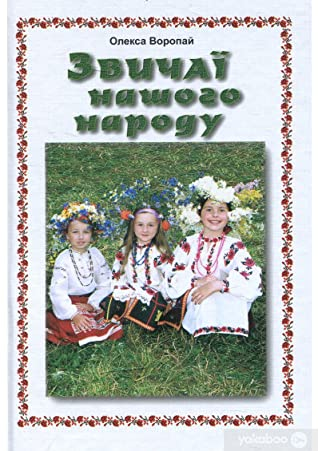 Олекса Воропай
Звичаї
нашого
народу
yakaboo